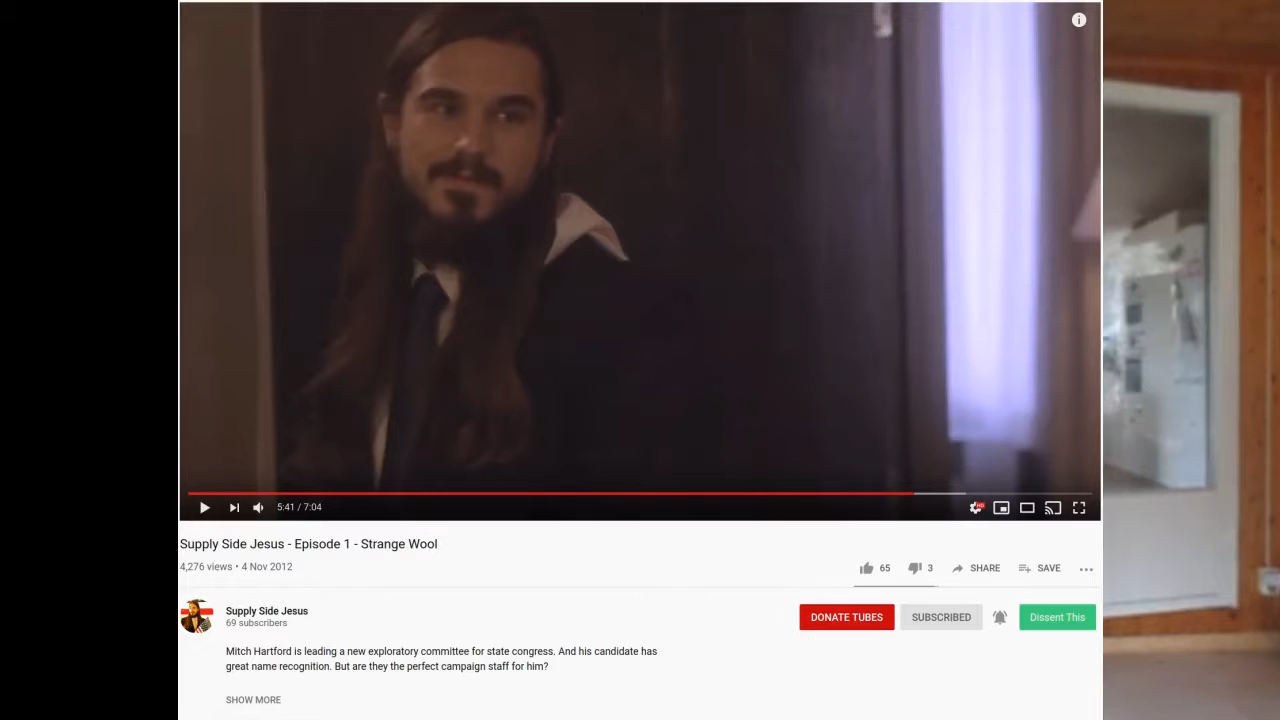 i
HD
5:41 / 7:04
Supply Side Jesus - Episode 1 - Strange Wool
4,276 views • 4 Nov 2012
65
3
SHARE
SAVE
Supply Side Jesus
69 subscribers
DONATE TUBES
SUBSCRIBED
Dissent This
Mitch Hartford is leading a new exploratory committee for state congress. And his candidate has
great name recognition. But are they the perfect campaign staff for him?
SHOW MORE